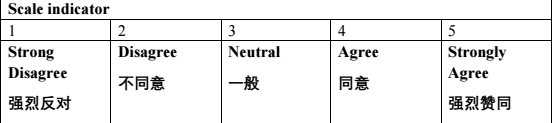 Scale indicator
1 2 3 4 5
Strong Disagree Neutral Agree Strongly
Disagree 不同意 一般 同意 Agree
强烈反对 强烈赞同